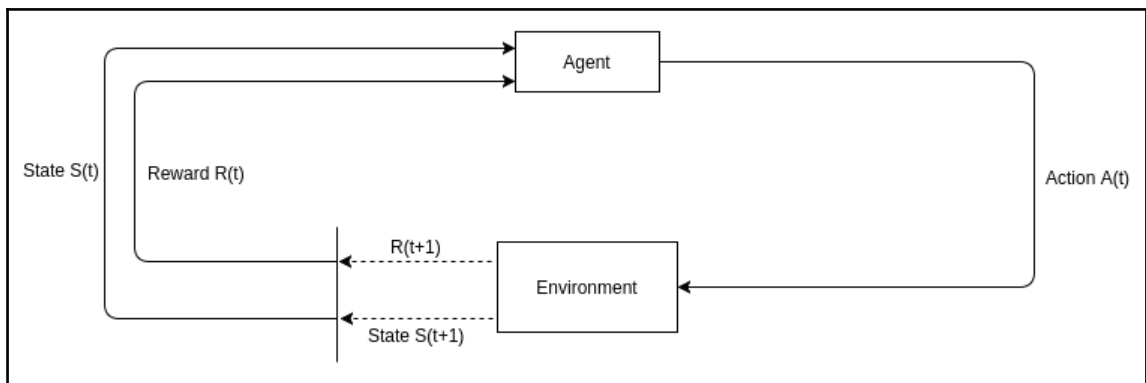 Agent
State S(t)
Reward R(t)
Action A(t)
R(t+1)
Environment
State S(t+1)